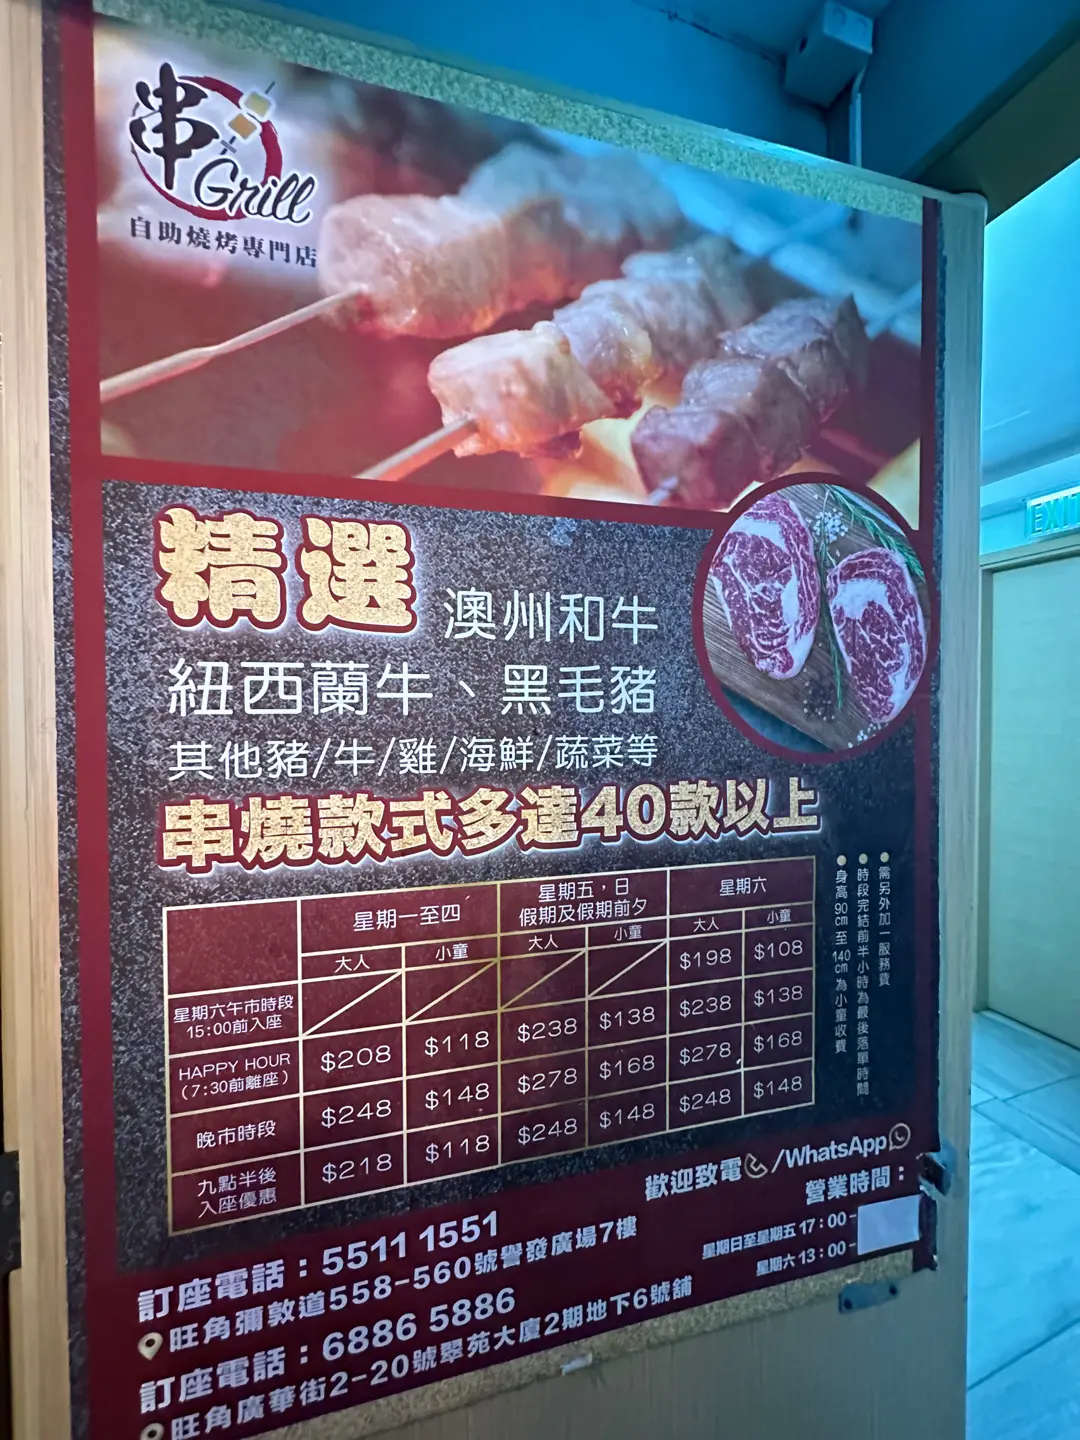 串
Grill
自助燒烤專門店
EXIT
精選 澳州和牛
紐西蘭牛、黑毛豬
其他豬/牛/雞/海鮮/蔬菜等
串燒款式多達40款以上
星期一至四 星期五,日 假期及假期前夕 星期六
大人 小童 大人 小童 大人 小童
星期六午市時段 15:00前入座 $198 $108
HAPPY HOUR (7:30前離座) $208 $118 $238 $138 $238 $138
晚市時段 $248 $148 $278 $168 $278 $168
九點半後入座優惠 $218 $118 $248 $148 $248 $148
需另外加一服務費
時段完結前半小時為最後落單時間
身高90cm至140cm為小童收費
歡迎致電/WhatsApp
營業時間:
星期日至星期五 17:00-
星期六 13:00-
訂座電話:5511 1551
旺角彌敦道558-560號譽發廣場7樓
訂座電話:6886 5886
旺角廣華街2-20號翠苑大廈2期地下6號舖